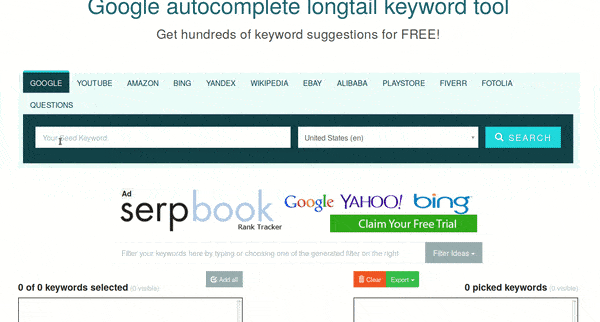 Google autocomplete longtail keyword tool
Get hundreds of keyword suggestions for FREE!
GOOGLE YOUTUBE AMAZON BING YANDEX WIKIPEDIA EBAY ALIBABA PLAYSTORE FIVERR FOTOLIA
QUESTIONS
Your Seed Keyword United States (en) SEARCH
Ad
serpbook Google YAHOO! bing
Rank Tracker Claim Your Free Trial
Filter your keywords here by typing or choosing one of the generated filter on the right Filter Ideas
Add all Clear Export
0 of 0 keywords selected (0 visible) 0 picked keywords (0 visible)